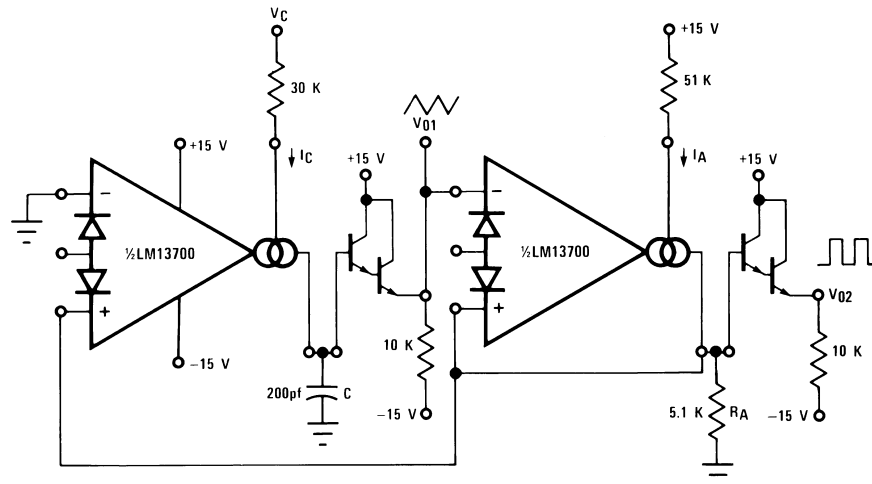 VC
30 K
IC
+15 V
−
½LM13700
+
−15 V
200pf
C
+15 V
V01
10 K
−15 V
+15 V
51 K
IA
−
½LM13700
+
+15 V
V02
10 K
−15 V
5.1 K
RA